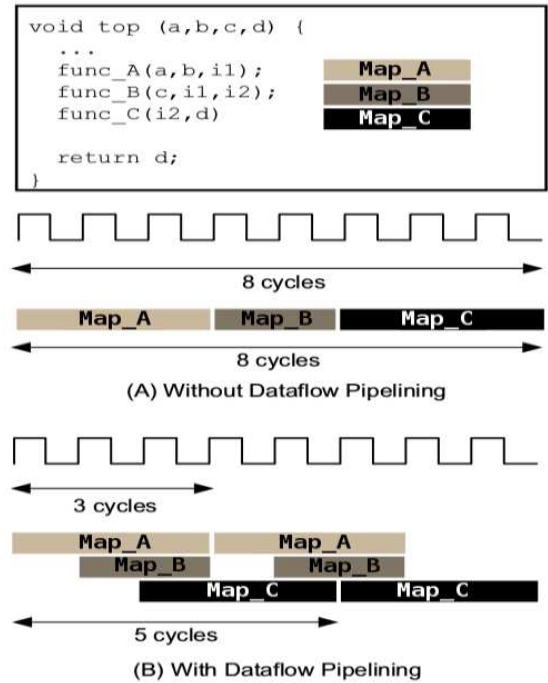 void top (a,b,c,d) {
...
func_A(a,b,i1);
func_B(c,i1,i2);
func_C(i2,d)
return d;
}
Map_A
Map_B
Map_C
8 cycles
Map_A Map_B Map_C
8 cycles
(A) Without Dataflow Pipelining
3 cycles
Map_A Map_A
Map_B Map_B
Map_C Map_C
5 cycles
(B) With Dataflow Pipelining